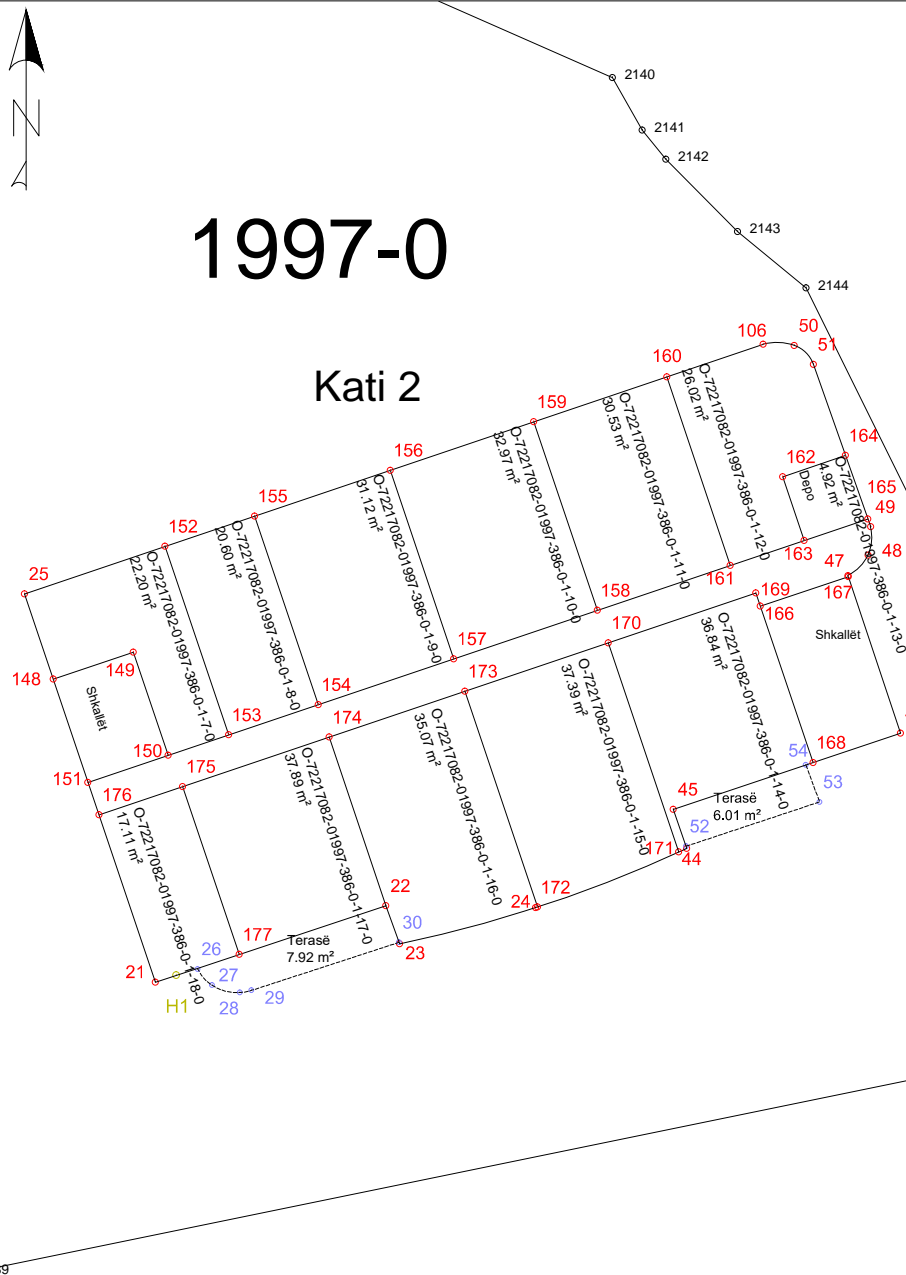 N
2140
2141
2142
2143
2144
1997-0
Kati 2
106
50
51
160
159
156
155
152
25
O-72217082-01997-386-0-1-12-0
26.02 m²
O-72217082-01997-386-0-1-11-0
30.53 m²
O-72217082-01997-386-0-1-10-0
32.97 m²
O-72217082-01997-386-0-1-9-0
31.12 m²
O-72217082-01997-386-0-1-8-0
20.60 m²
O-72217082-01997-386-0-1-7-0
22.20 m²
164
162
Depo
O-72217082-01997-386-0-1-13-0
4.92 m²
165
49
163
48
47
161
167
169
166
158
170
Shkallët
148
149
157
173
Shkallët
154
174
153
150
151
175
176
O-72217082-01997-386-0-1-14-0
36.84 m²
O-72217082-01997-386-0-1-15-0
37.39 m²
O-72217082-01997-386-0-1-16-0
35.07 m²
O-72217082-01997-386-0-1-17-0
37.89 m²
O-72217082-01997-386-0-1-18-0
17.11 m²
54
168
53
45
Terasë
6.01 m²
52
171
44
22
24
172
30
23
Terasë
7.92 m²
177
26
21
27
H1
28
29